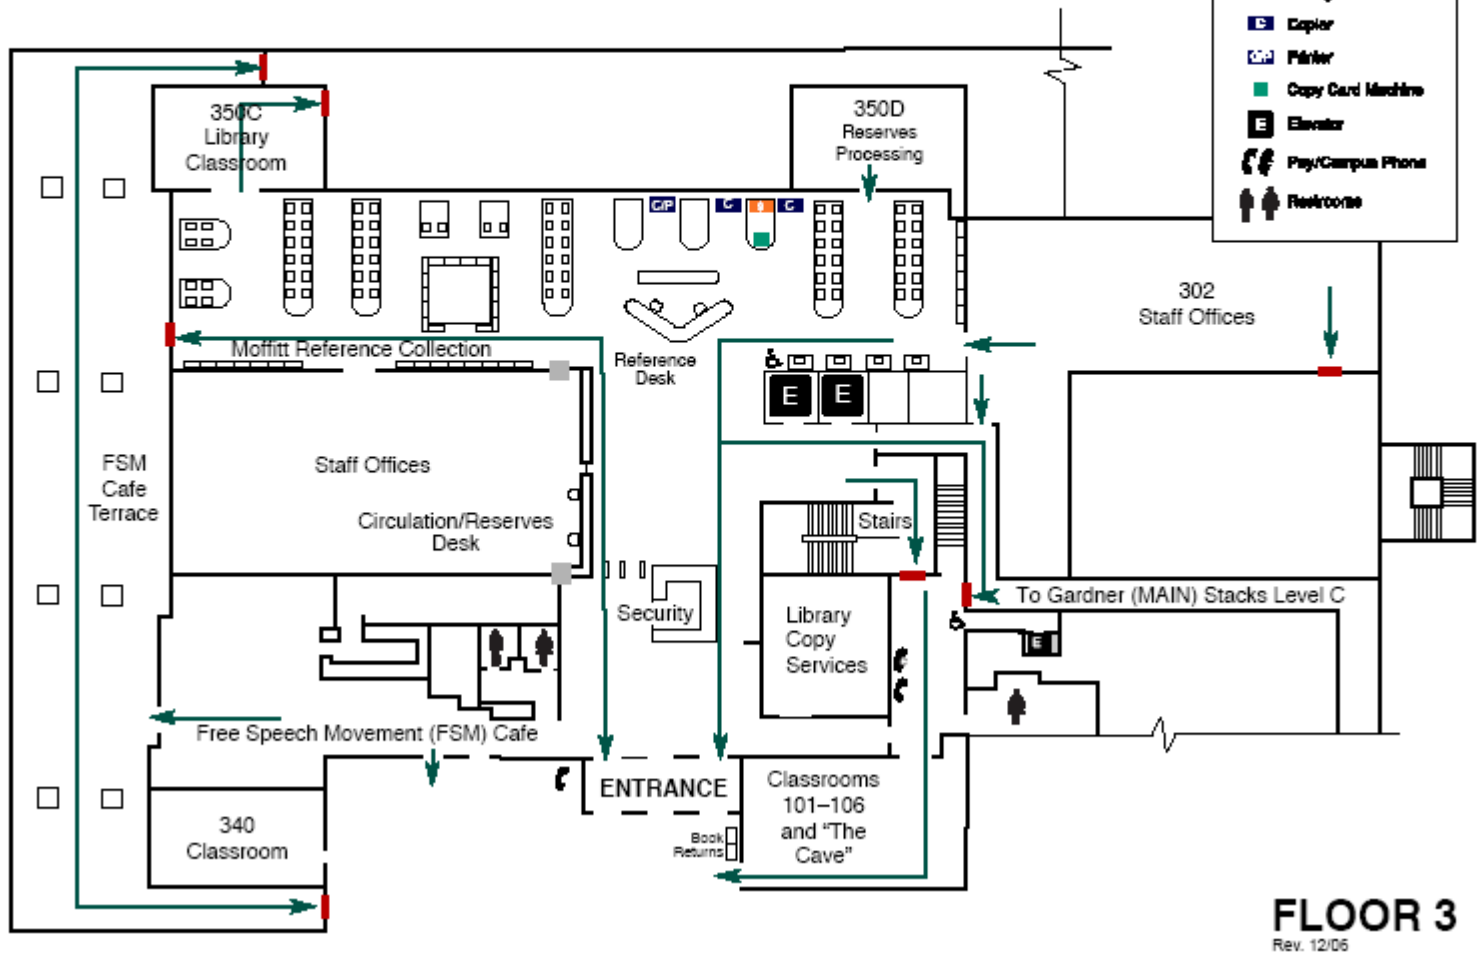 C Copier
C/P Printer
Copy Card Machine
E Elevator
Pay/Campus Phone
Restrooms
350C
Library
Classroom
350D
Reserves
Processing
C/P
C
C
302
Staff Offices
Moffitt Reference Collection
Reference
Desk
E
E
FSM
Cafe
Terrace
Staff Offices
Circulation/Reserves
Desk
Stairs
Security
To Gardner (MAIN) Stacks Level C
Library
Copy
Services
E
Free Speech Movement (FSM) Cafe
ENTRANCE
Classrooms
101–106
and “The
Cave”
340
Classroom
Book
Returns
FLOOR 3
Rev. 12/06